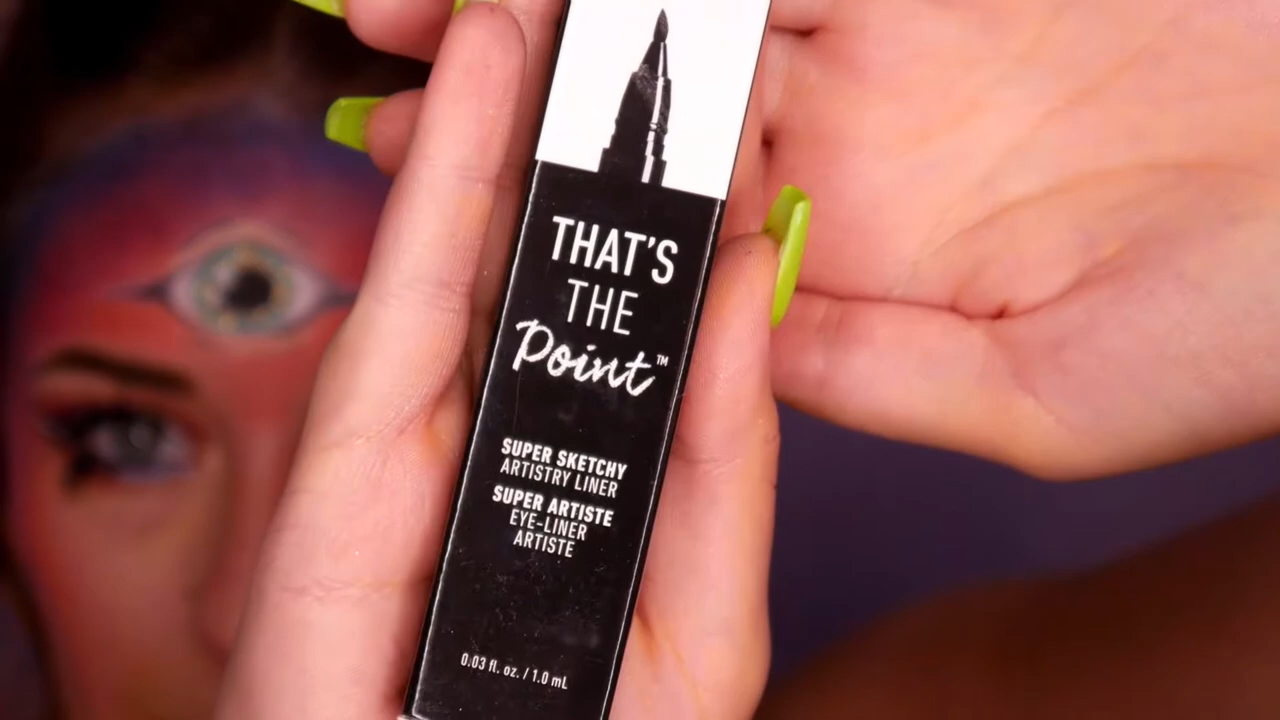 THAT'S
THE
Point™
SUPER SKETCHY
ARTISTRY LINER
SUPER ARTISTE
EYE-LINER
ARTISTE
0.03 fl. oz. / 1.0 mL